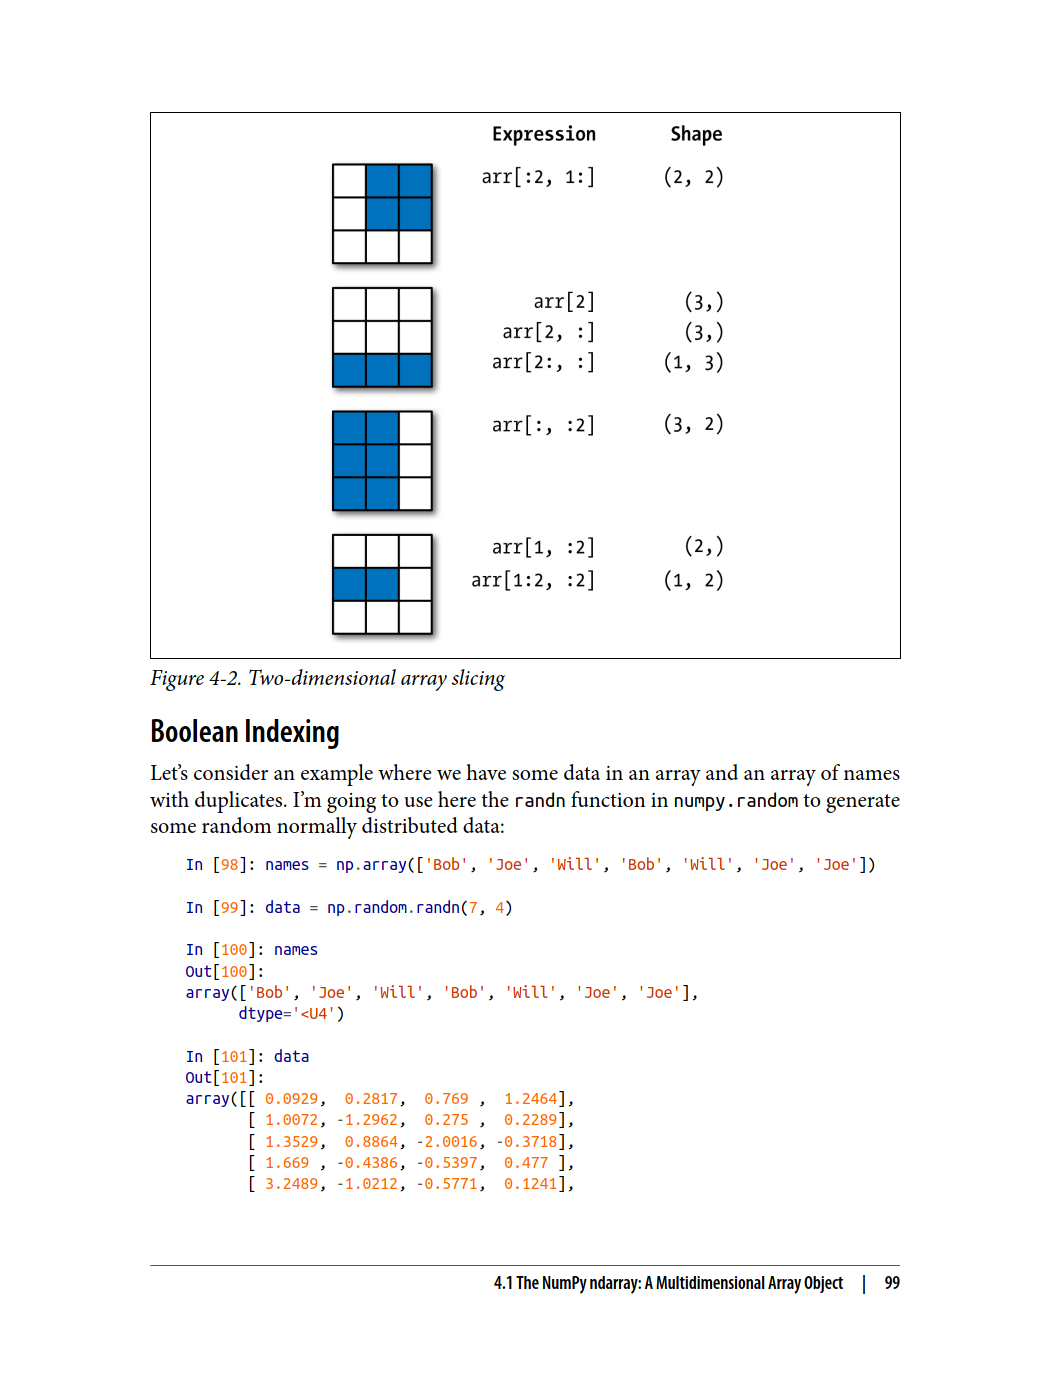 Expression Shape
arr[:2, 1:] (2, 2)
arr[2] (3,)
arr[2, :] (3,)
arr[2:, :] (1, 3)
arr[:, :2] (3, 2)
arr[1, :2] (2,)
arr[1:2, :2] (1, 2)
Figure 4-2. Two-dimensional array slicing
Boolean Indexing
Let’s consider an example where we have some data in an array and an array of names
with duplicates. I’m going to use here the randn function in numpy.random to generate
some random normally distributed data:
In [98]: names = np.array(['Bob', 'Joe', 'Will', 'Bob', 'Will', 'Joe', 'Joe'])
In [99]: data = np.random.randn(7, 4)
In [100]: names
Out[100]:
array(['Bob', 'Joe', 'Will', 'Bob', 'Will', 'Joe', 'Joe'],
      dtype='<U4')
In [101]: data
Out[101]:
array([[ 0.0929,  0.2817,  0.769 ,  1.2464],
       [ 1.0072, -1.2962,  0.275 ,  0.2289],
       [ 1.3529,  0.8864, -2.0016, -0.3718],
       [ 1.669 , -0.4386, -0.5397,  0.477 ],
       [ 3.2489, -1.0212, -0.5771,  0.1241],
4.1 The NumPy ndarray: A Multidimensional Array Object | 99